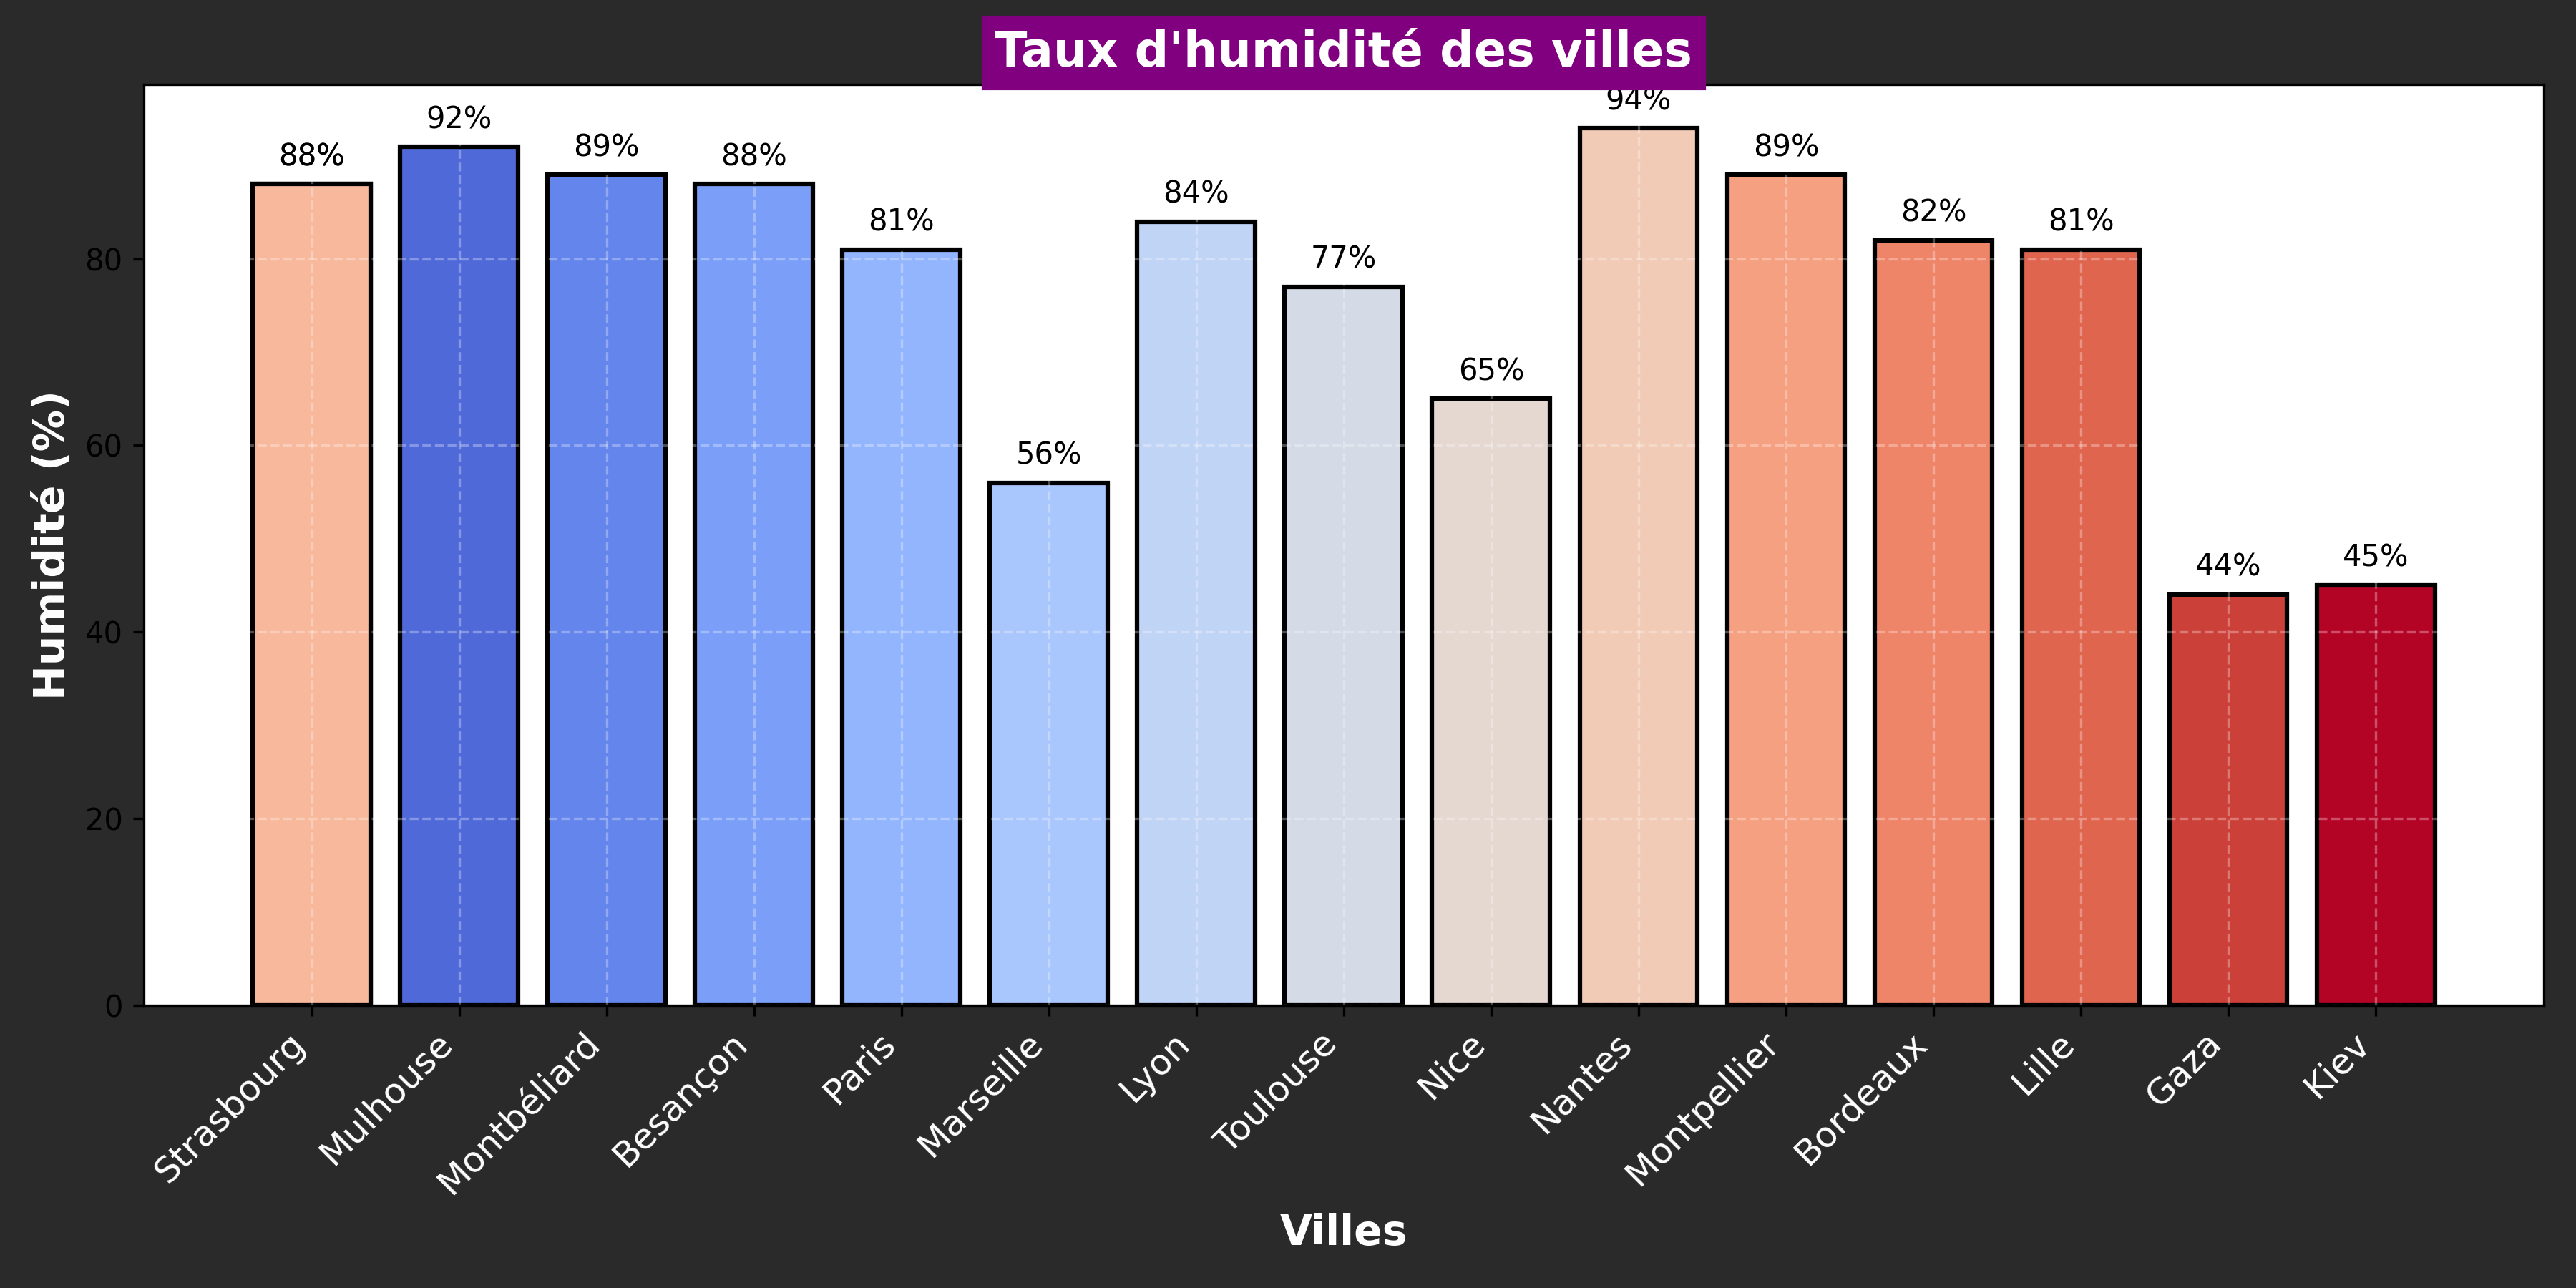 Taux d'humidité des villes
Humidité (%)
80
60
40
20
0
88%
92%
89%
88%
81%
56%
84%
77%
65%
94%
89%
82%
81%
44%
45%
Strasbourg
Mulhouse
Montbéliard
Besançon
Paris
Marseille
Lyon
Toulouse
Nice
Nantes
Montpellier
Bordeaux
Lille
Gaza
Kiev
Villes